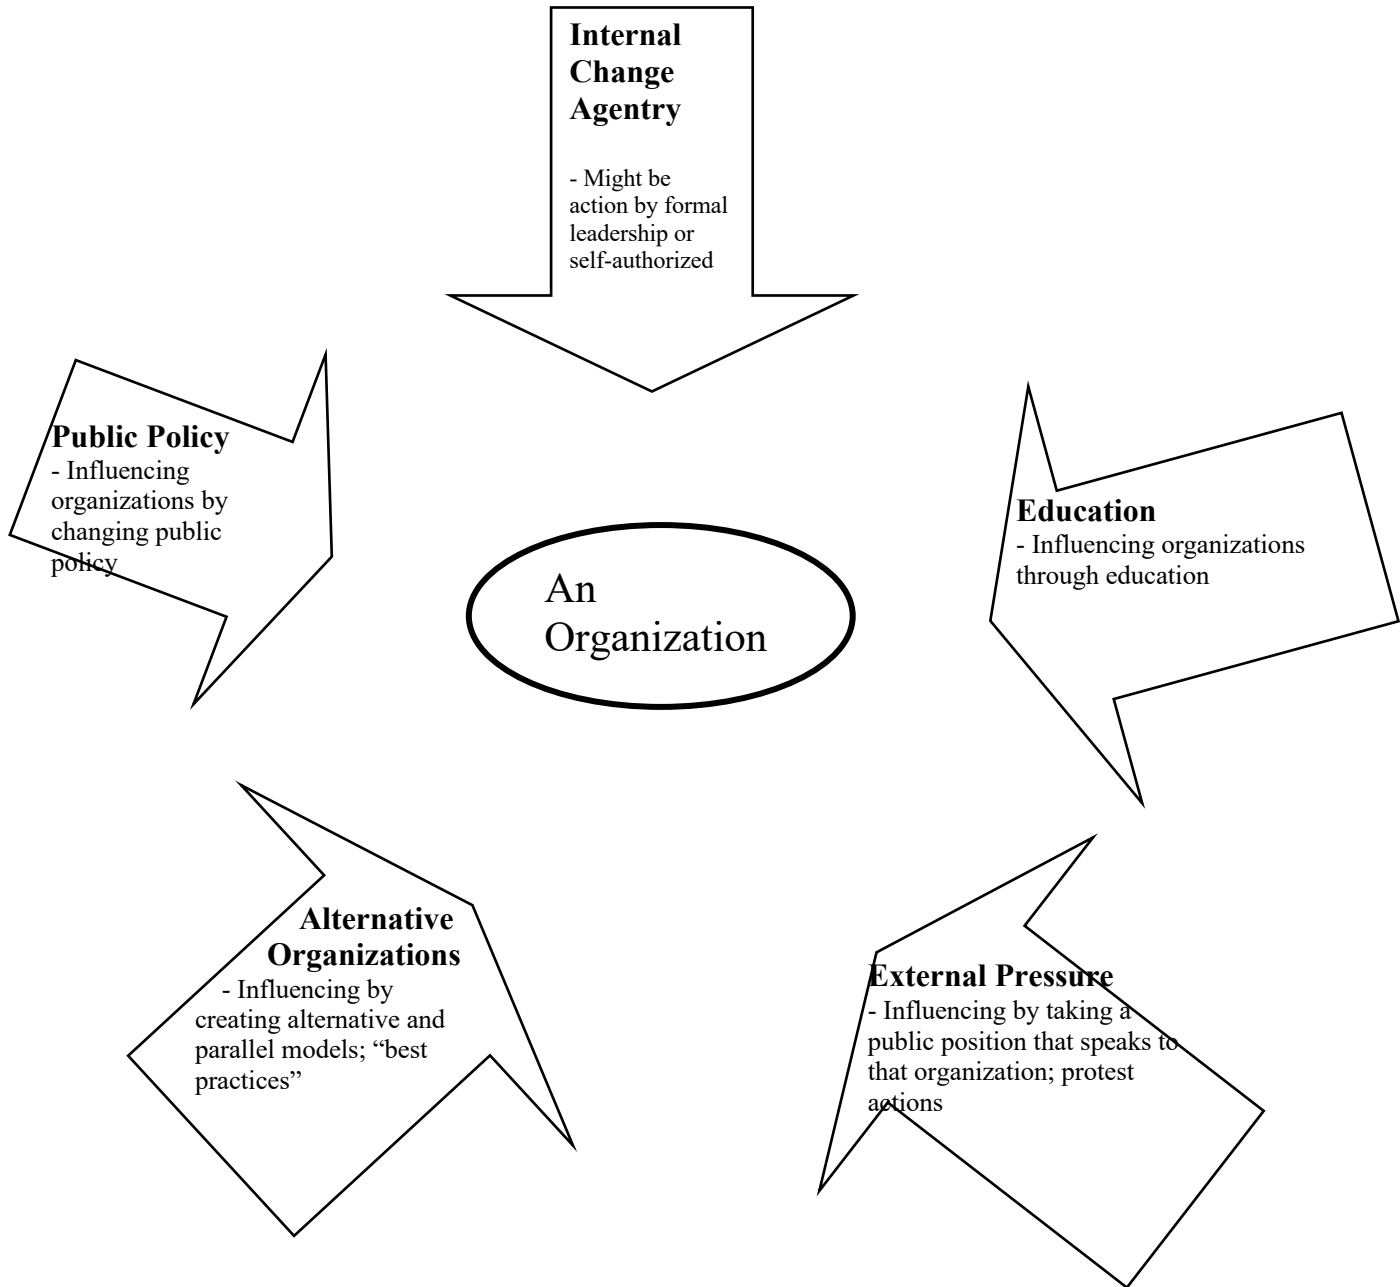 Internal
Change
Agentry
- Might be
action by formal
leadership or
self-authorized
Public Policy
- Influencing
organizations by
changing public
policy
Education
- Influencing organizations
through education
An
Organization
Alternative
Organizations
- Influencing by
creating alternative and
parallel models; “best
practices”
External Pressure
- Influencing by taking a
public position that speaks to
that organization; protest
actions